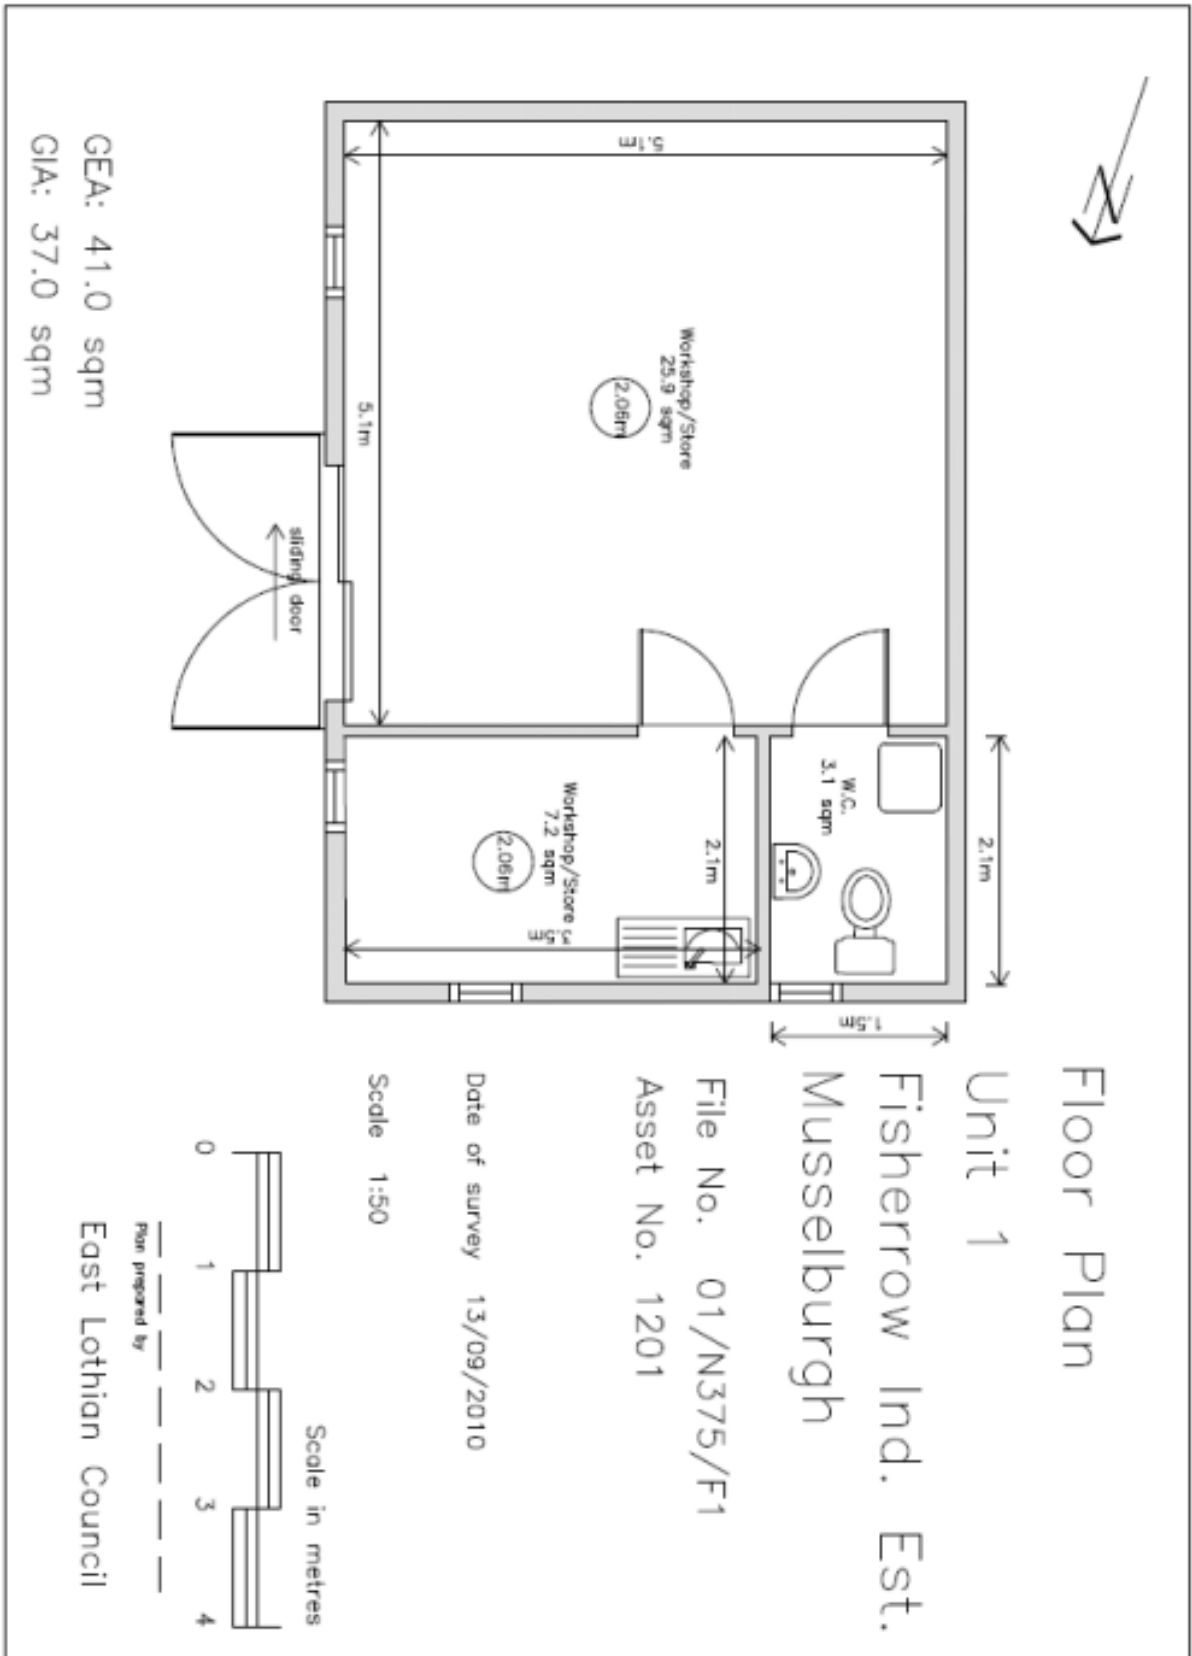 Floor Plan
Unit 1
Fisherrow Ind. Est.
Musselburgh
File No. 01/N375/F1
Asset No. 1201
Date of survey 13/09/2010
Scale 1:50
Scale in metres
0 1 2 3 4
Plan prepared by
East Lothian Council
N
5.1m
Workshop/Store
25.9 sqm
2.06m
5.1m
sliding door
2.1m
W.C.
3.1 sqm
1.5m
2.1m
Workshop/Store
7.2 sqm
2.06m
3.5m
GEA: 41.0 sqm
GIA: 37.0 sqm